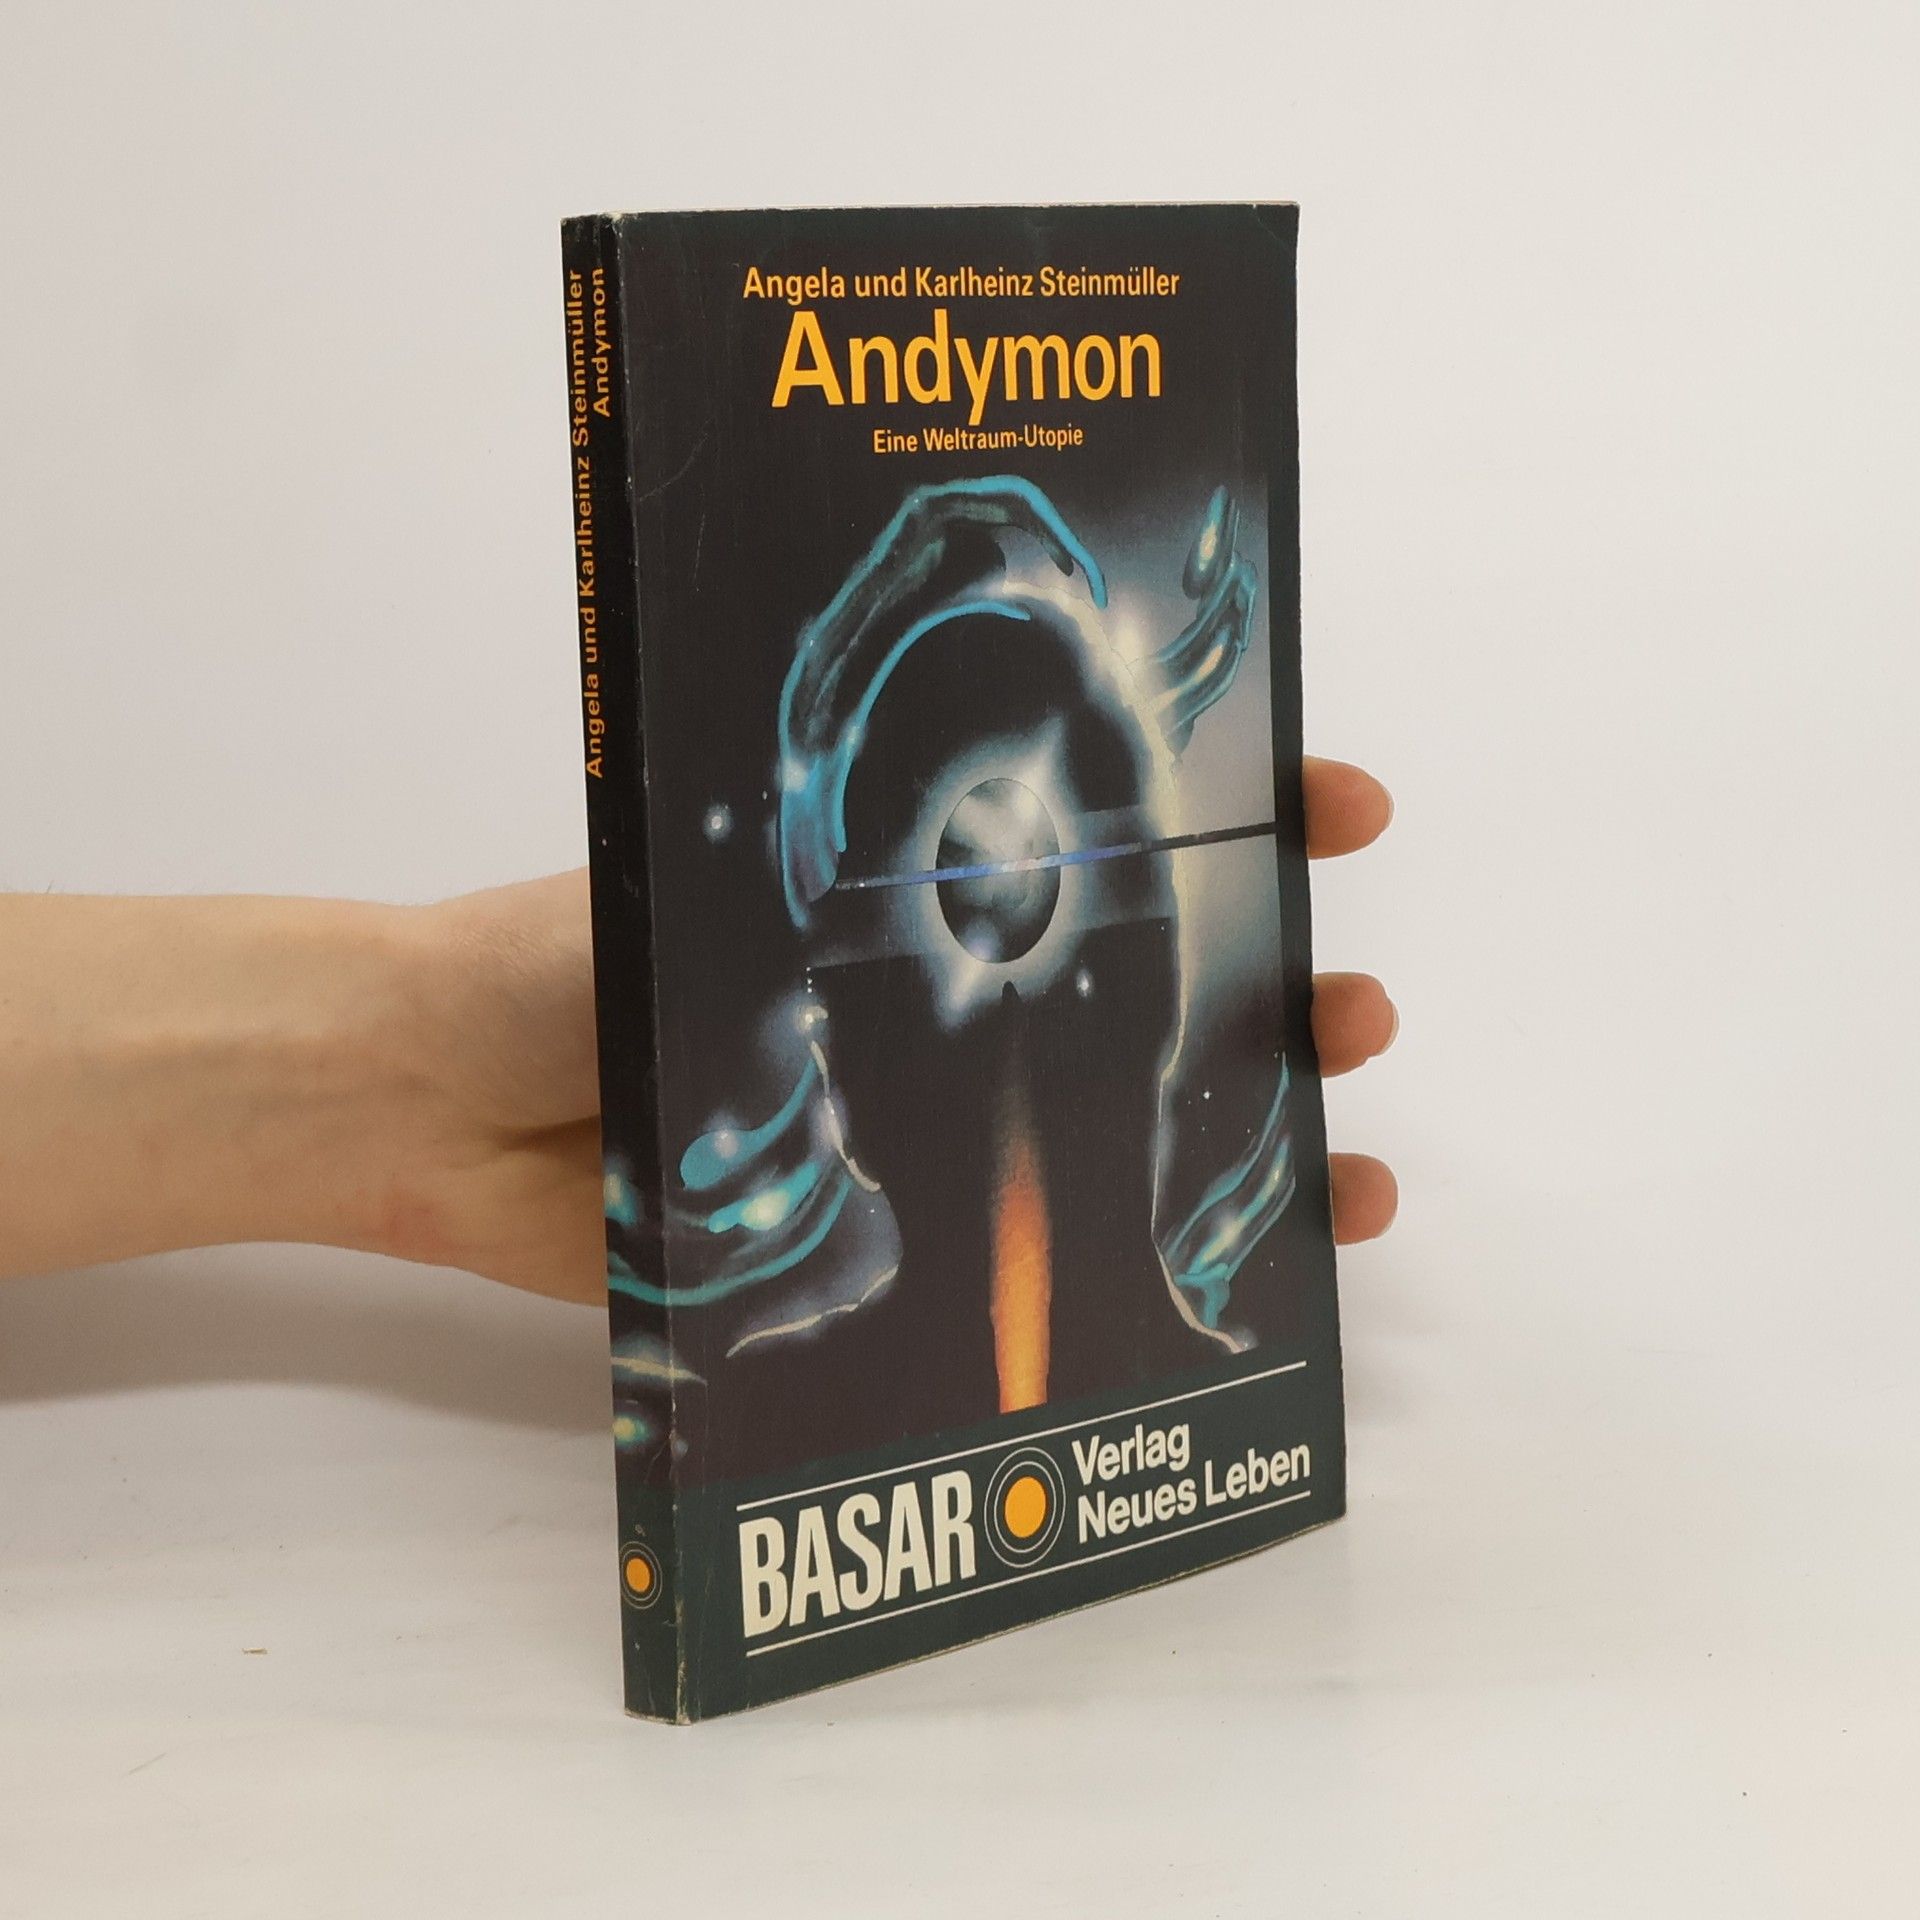 Angela und Karlheinz Steinmüller
Andymon
Eine Weltraum-Utopie
BASAR
Verlag
Neues Leben
Angela und Karlheinz Steinmüller
Andymon